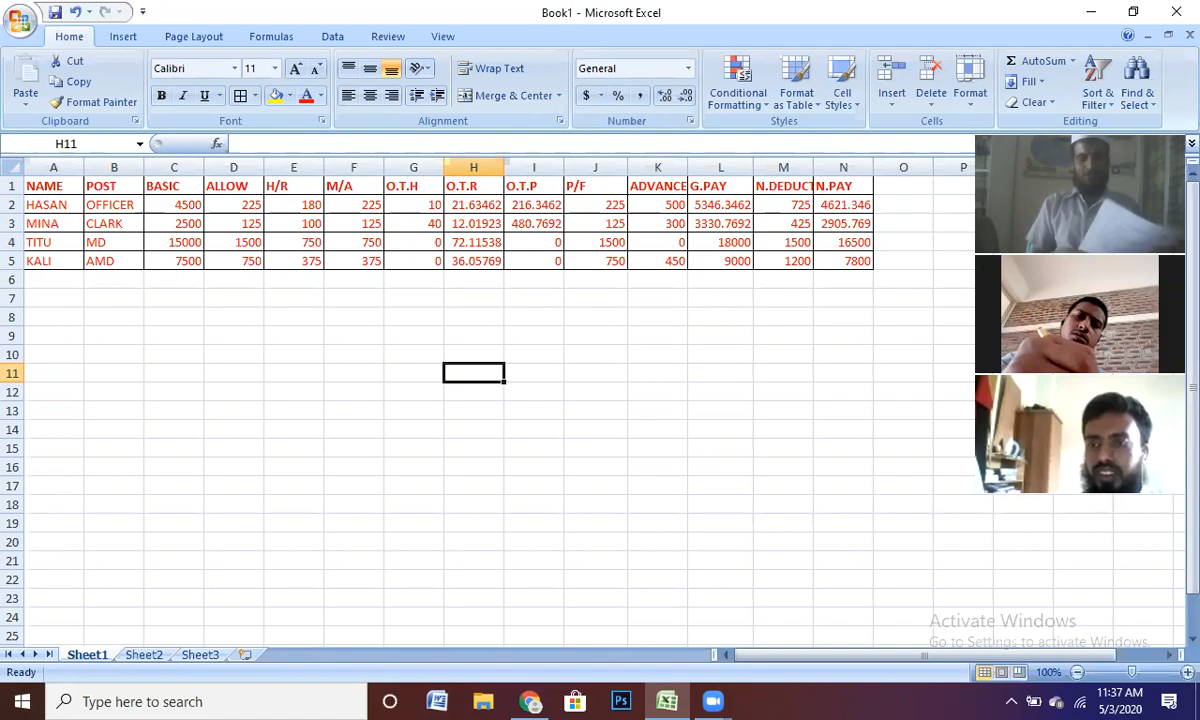 Book1 - Microsoft Excel
Home Insert Page Layout Formulas Data Review View
Cut Calibri 11 Wrap Text General AutoSum
Copy Fill
Paste Format Painter B I U A Merge & Center $ % , Conditional Formatting Format as Table Cell Styles Insert Delete Format Clear Sort & Filter Find & Select
Clipboard Font Alignment Number Styles Cells Editing
H11 fx
A B C D E F G H I J K L M N O P
1 NAME POST BASIC ALLOW H/R M/A O.T.H O.T.R O.T.P P/F ADVANCE G.PAY N.DEDUCT N.PAY
2 HASAN OFFICER 4500 225 180 225 10 21.63462 216.3462 225 500 5346.3462 725 4621.346
3 MINA CLARK 2500 125 100 125 40 12.01923 480.7692 125 300 3330.7692 425 2905.769
4 TITU MD 15000 1500 750 750 0 72.11538 0 1500 0 18000 1500 16500
5 KALI AMD 7500 750 375 375 0 36.05769 0 750 450 9000 1200 7800
6
7
8
9
10
11
12
13
14
15
16
17
18
19
20
21
22
23
24
25
Activate Windows
Go to Settings to activate Windows.
Sheet1 Sheet2 Sheet3
Ready 100%
Type here to search
11:37 AM
5/3/2020